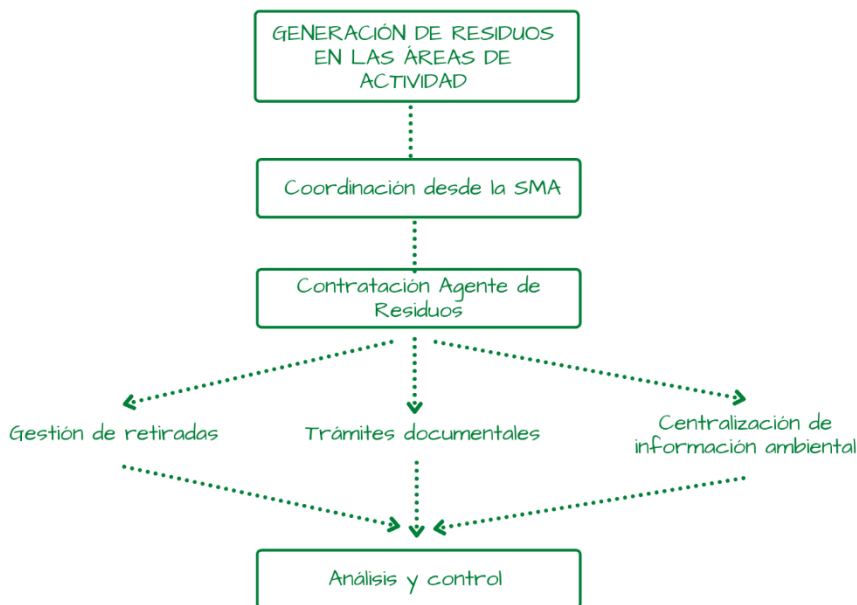 GENERACIÓN DE RESIDUOS
EN LAS ÁREAS DE
ACTIVIDAD
Coordinación desde la SMA
Contratación Agente de
Residuos
Gestión de retiradas
Trámites documentales
Centralización de
información ambiental
Análisis y control